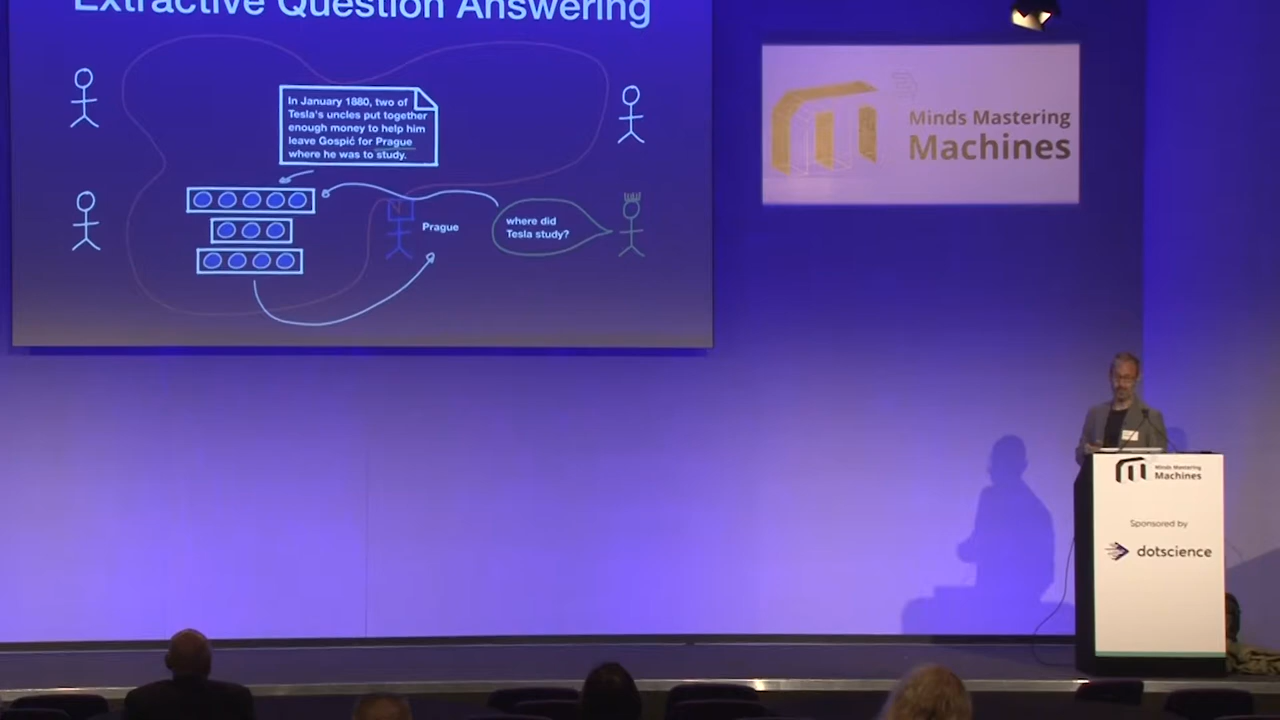 Extractive Question Answering
In January 1880, two of
Tesla's uncles put together
enough money to help him
leave Gospić for Prague
where he was to study.
Prague
where did
Tesla study?
Minds Mastering
Machines
Minds Mastering
Machines
Sponsored by
dotscience